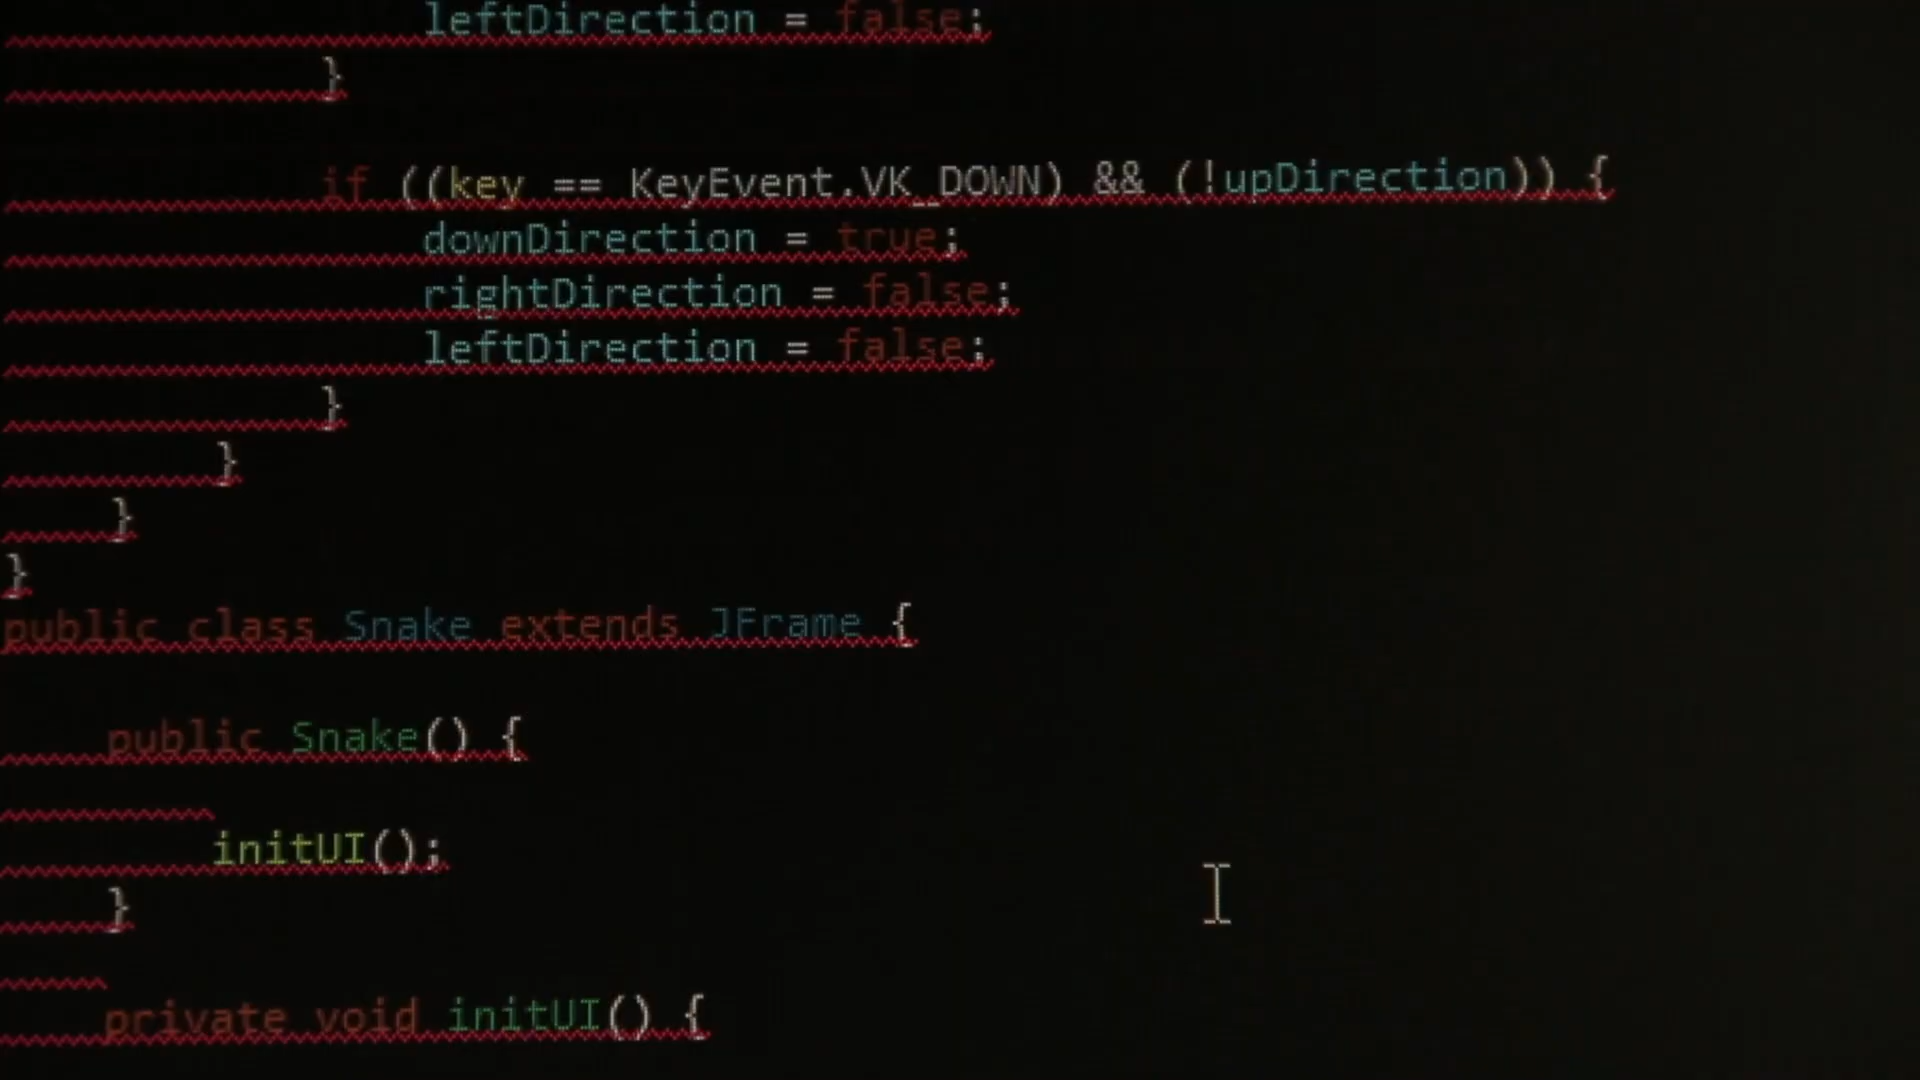 leftDirection = false;
}
if ((key == KeyEvent.VK_DOWN) && (!upDirection)) {
downDirection = true;
rightDirection = false;
leftDirection = false;
}
}
}
}
public class Snake extends JFrame {
public Snake() {
initUI();
}
private void initUI() {